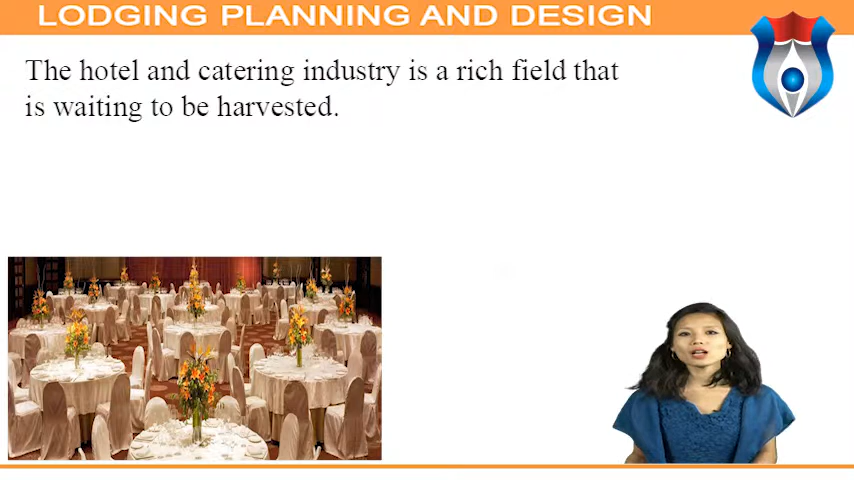 LODGING PLANNING AND DESIGN
The hotel and catering industry is a rich field that
is waiting to be harvested.